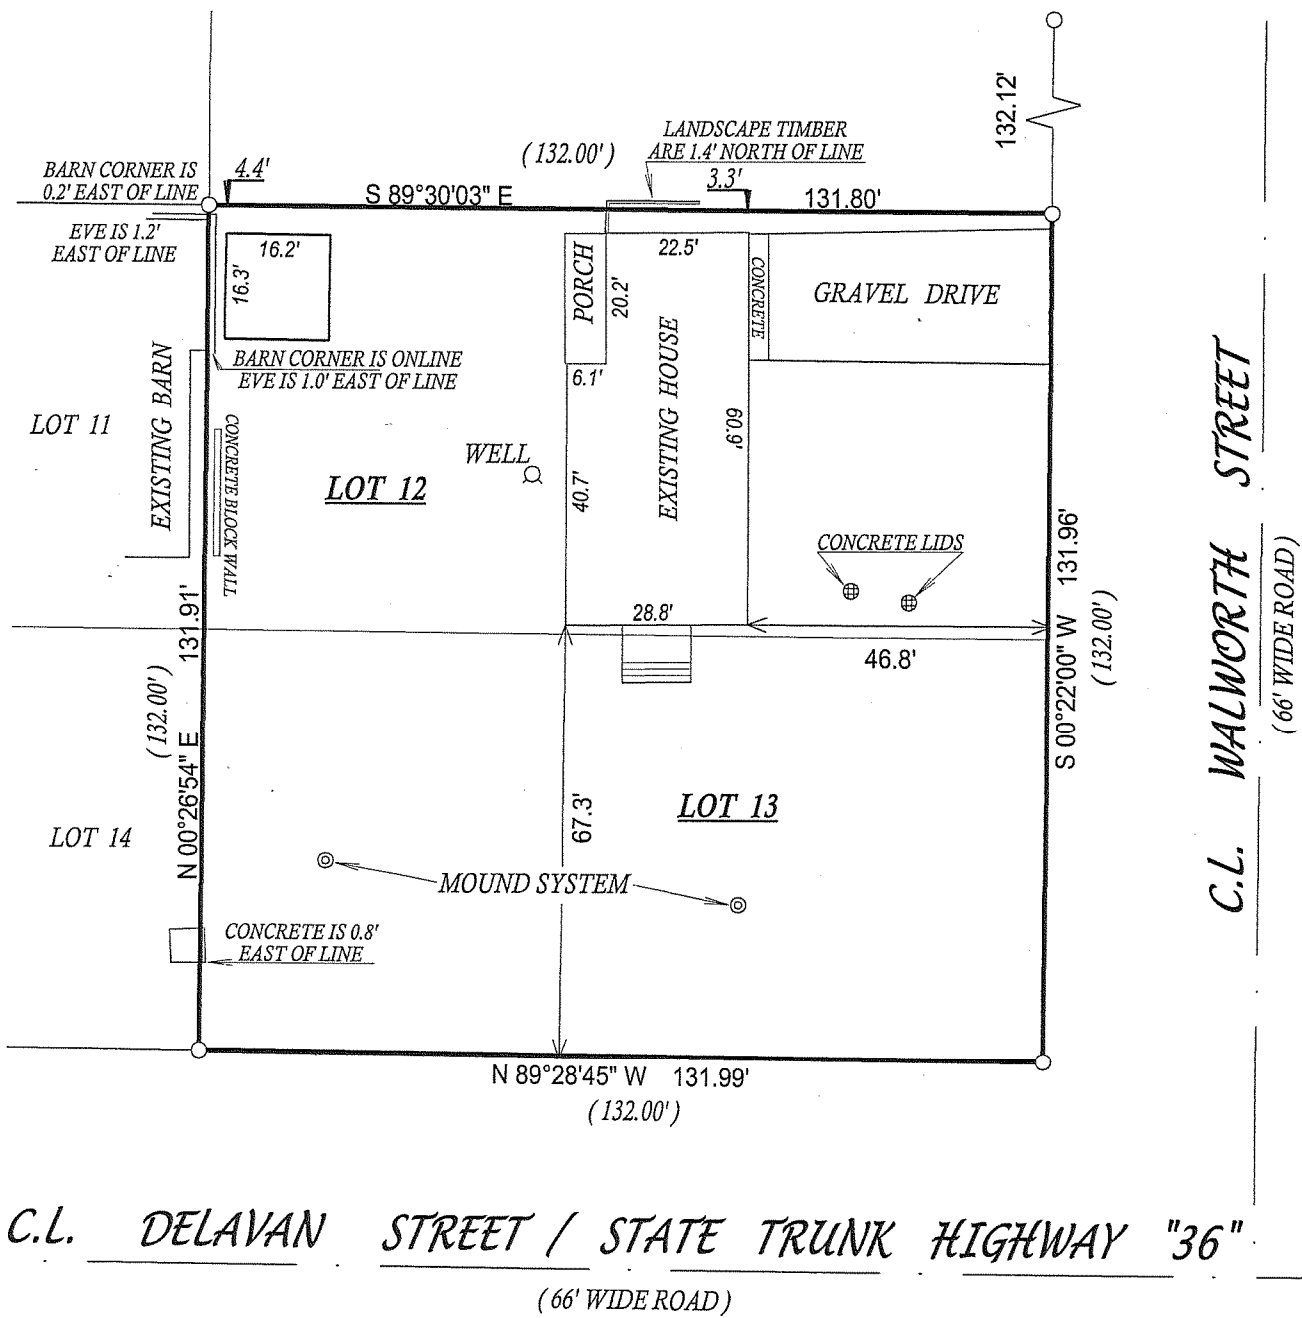 132.12'
LANDSCAPE TIMBER
ARE 1.4' NORTH OF LINE
(132.00')
BARN CORNER IS
0.2' EAST OF LINE
4.4'
3.3'
S 89°30'03" E
131.80'
EVE IS 1.2'
EAST OF LINE
16.2'
16.3'
PORCH
20.2'
22.5'
CONCRETE
GRAVEL DRIVE
BARN CORNER IS ONLINE
EVE IS 1.0' EAST OF LINE
6.1'
EXISTING HOUSE
60.9'
LOT 11
EXISTING BARN
CONCRETE BLOCK WALL
LOT 12
WELL
40.7'
CONCRETE LIDS
28.8'
46.8'
N 00°26'54" E 131.91'
(132.00')
S 00°22'00" W 131.96'
(132.00')
C.L. WALWORTH STREET
(66' WIDE ROAD)
LOT 13
67.3'
LOT 14
MOUND SYSTEM
CONCRETE IS 0.8'
EAST OF LINE
N 89°28'45" W 131.99'
(132.00')
C.L. DELAVAN STREET / STATE TRUNK HIGHWAY "36"
(66' WIDE ROAD)